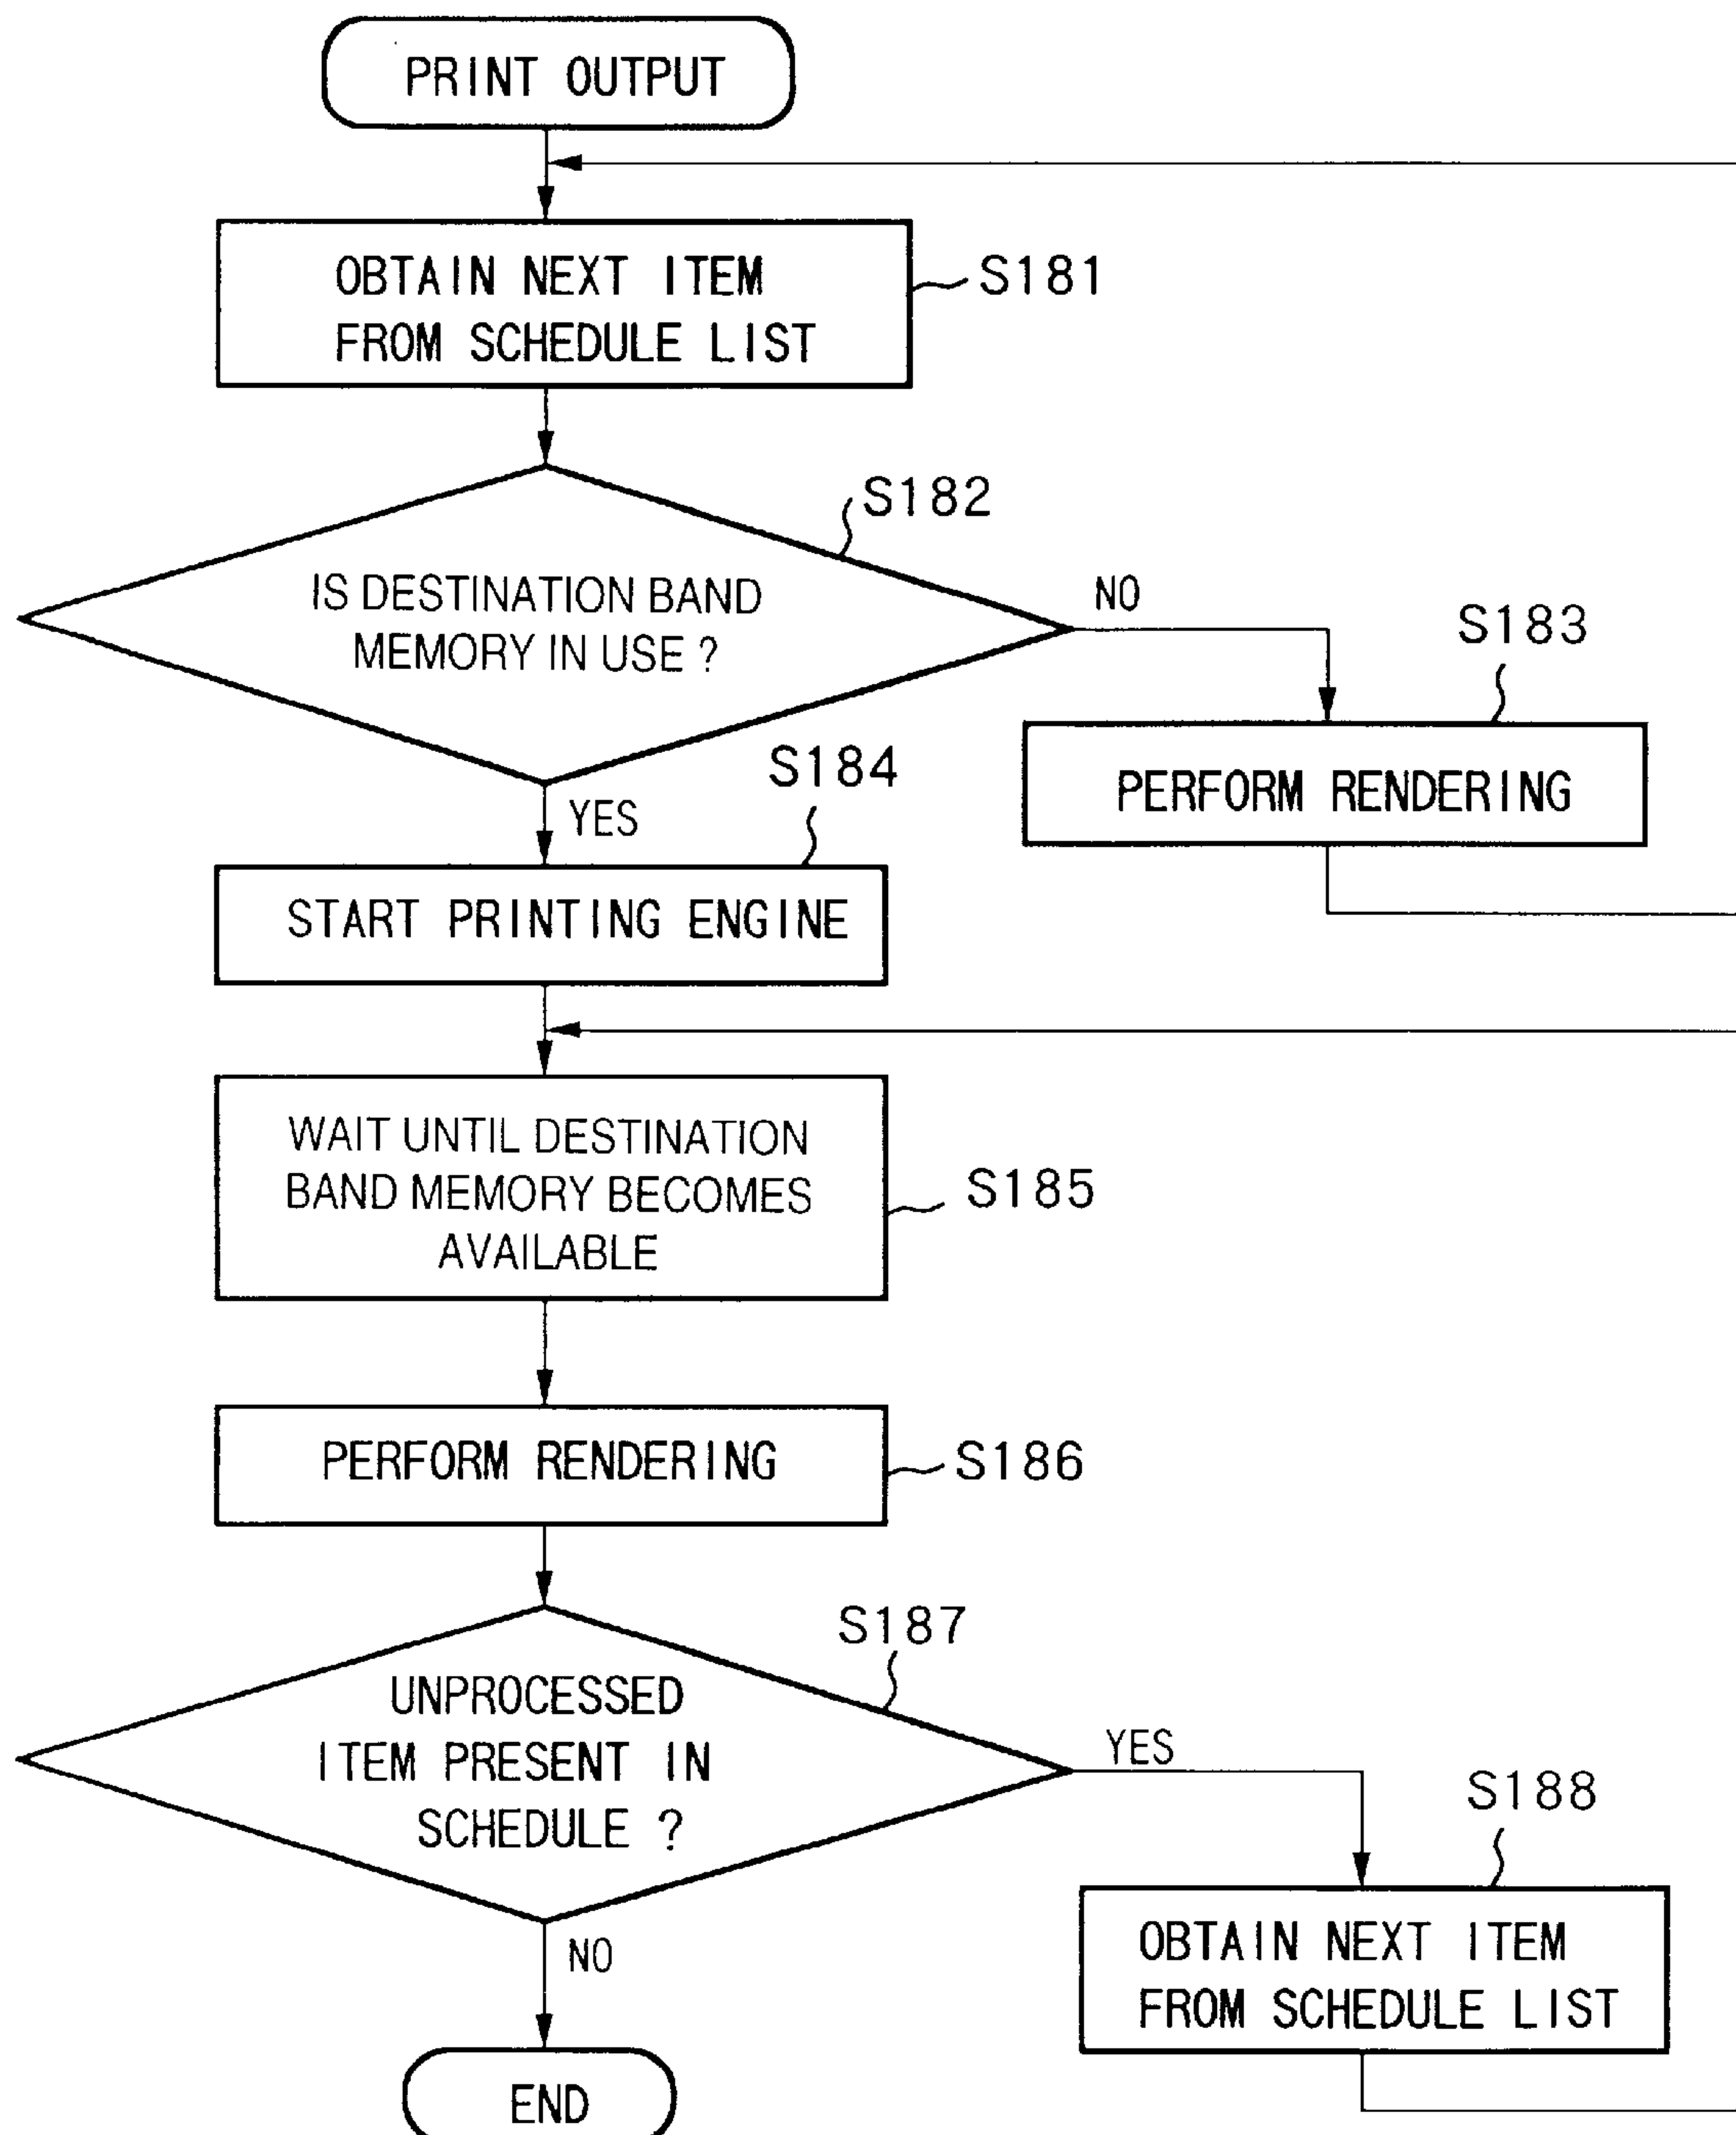 PRINT OUTPUT
OBTAIN NEXT ITEM
FROM SCHEDULE LIST
S181
S182
IS DESTINATION BAND
MEMORY IN USE ?
NO
S183
PERFORM RENDERING
S184
YES
START PRINTING ENGINE
WAIT UNTIL DESTINATION
BAND MEMORY BECOMES
AVAILABLE
S185
PERFORM RENDERING
S186
S187
UNPROCESSED
ITEM PRESENT IN
SCHEDULE ?
YES
S188
OBTAIN NEXT ITEM
FROM SCHEDULE LIST
NO
END